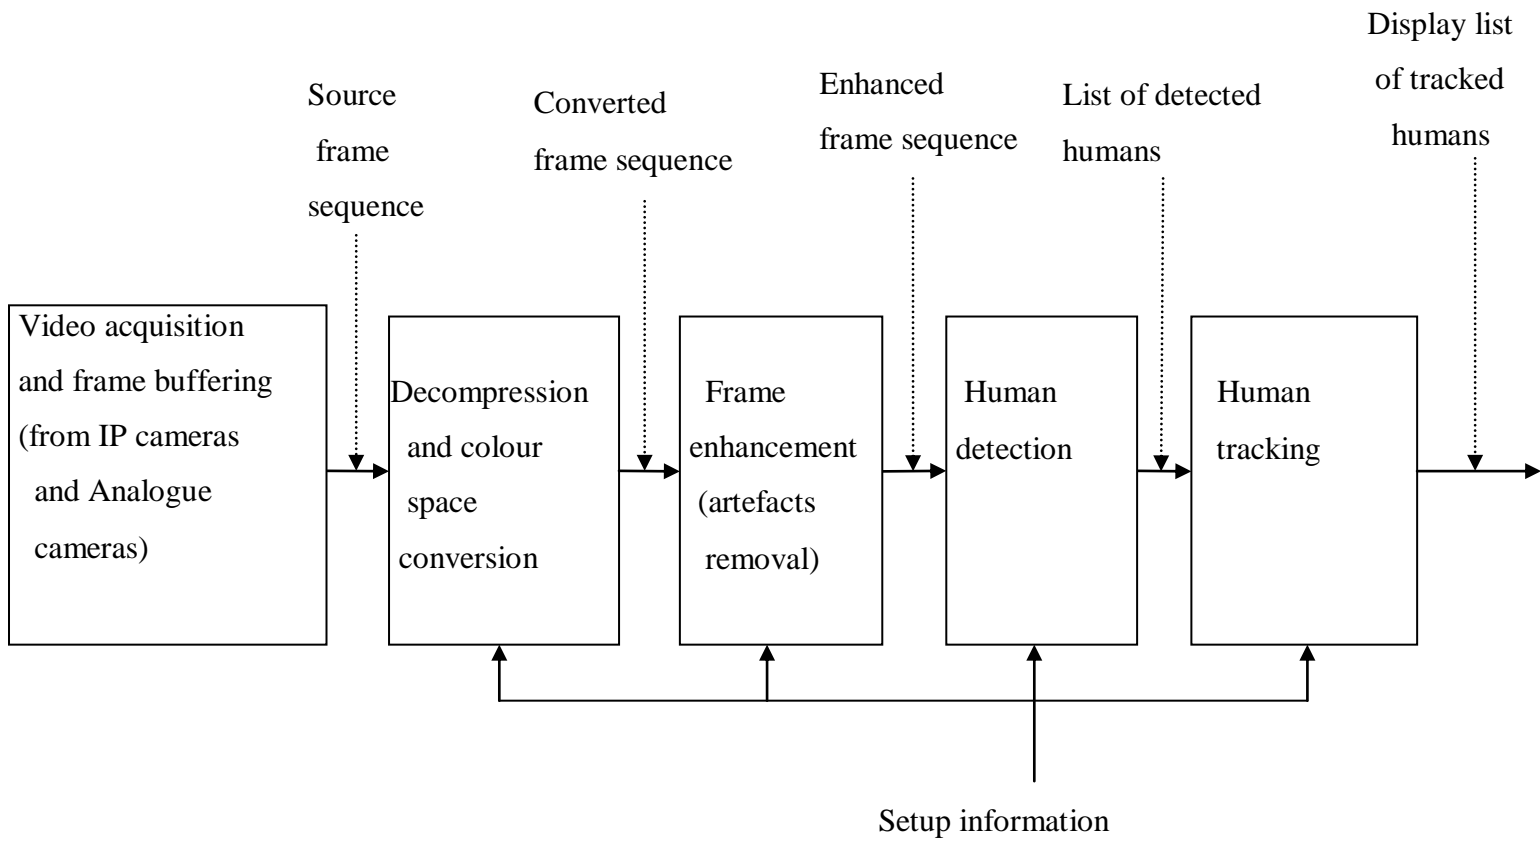 Source
frame
sequence
Converted
frame sequence
Enhanced
frame sequence
List of detected
humans
Display list
of tracked
humans
Video acquisition
and frame buffering
(from IP cameras
and Analogue
cameras)
Decompression
and colour
space
conversion
Frame
enhancement
(artefacts
removal)
Human
detection
Human
tracking
Setup information